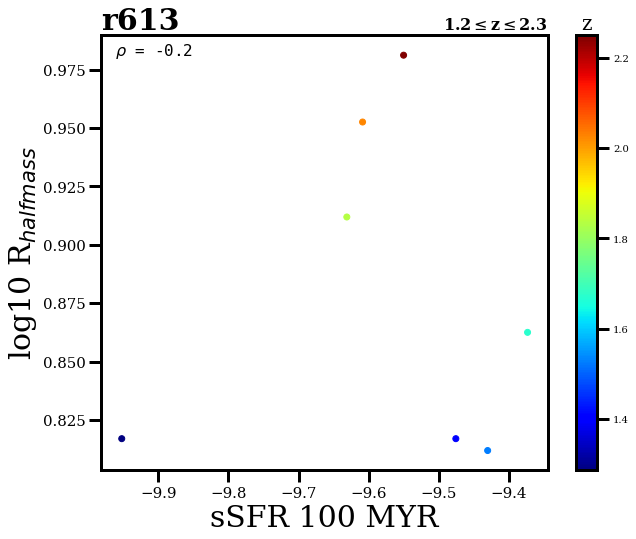 r613
1.2 ≤ z ≤ 2.3
z
ρ = -0.2
0.975
0.950
0.925
0.900
0.875
0.850
0.825
log10 R_halfmass
−9.9 −9.8 −9.7 −9.6 −9.5 −9.4
sSFR 100 MYR
2.2
2.0
1.8
1.6
1.4